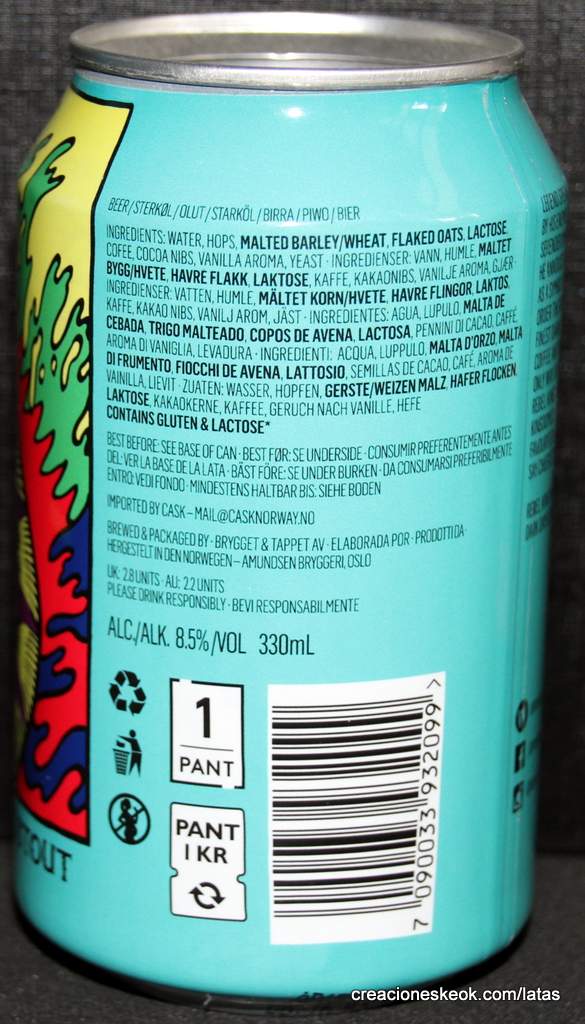 BEER/STERKØL/OLUT/STARKÖL/BIRRA/PIWO/BIER
INGREDIENTS: WATER, HOPS, MALTED BARLEY/WHEAT, FLAKED OATS, LACTOSE,
COFFEE, COCOA NIBS, VANILLA AROMA, YEAST · INGREDIENSER: VANN, HUMLE, MALTET
BYGG/HVETE, HAVRE FLAKK, LAKTOSE, KAFFE, KAKAONIBS, VANILJE AROMA, GJÆR ·
INGREDIENSER: VATTEN, HUMLE, MÄLTET KORN/HVETE, HAVRE FLINGOR, LAKTOS,
KAFFE, KAKAO NIBS, VANILJ AROM, JÄST · INGREDIENTES: AGUA, LUPULO, MALTA DE
CEBADA, TRIGO MALTEADO, COPOS DE AVENA, LACTOSA, PENNINI DI CACAO, CAFFÈ,
AROMA DI VANIGLIA, LEVADURA · INGREDIENTI: ACQUA, LUPPULO, MALTA D'ORZO, MALTA
DI FRUMENTO, FIOCCHI DE AVENA, LATTOSIO, SEMILLAS DE CACAO, CAFÉ, AROMA DE
VAINILLA, LIEVIT · ZUATEN: WASSER, HOPFEN, GERSTE/WEIZEN MALZ, HAFER FLOCKEN,
LAKTOSE, KAKAOKERNE, KAFFEE, GERUCH NACH VANILLE, HEFE
CONTAINS GLUTEN & LACTOSE*
BEST BEFORE: SEE BASE OF CAN · BEST FØR: SE UNDERSIDE · CONSUMIR PREFERENTEMENTE ANTES
DEL: VER LA BASE DE LA LATA · BÄST FÖRE: SE UNDER BURKEN · DA CONSUMARSI PREFERIBILMENTE
ENTRO: VEDI FONDO · MINDESTENS HALTBAR BIS: SIEHE BODEN
IMPORTED BY CASK – MAIL@CASKNORWAY.NO
BREWED & PACKAGED BY · BRYGGET & TAPPET AV · ELABORADA POR · PRODOTTI DA ·
HERGESTELT IN DEN NORWEGEN – AMUNDSEN BRYGGERI, OSLO
UK: 2.8 UNITS · AU: 2.2 UNITS
PLEASE DRINK RESPONSIBLY · BEVI RESPONSABILMENTE
ALC./ALK. 8.5%/VOL 330mL
1
PANT
PANT
1 KR
7 090033 932099 >
creacioneskeok.com/latas